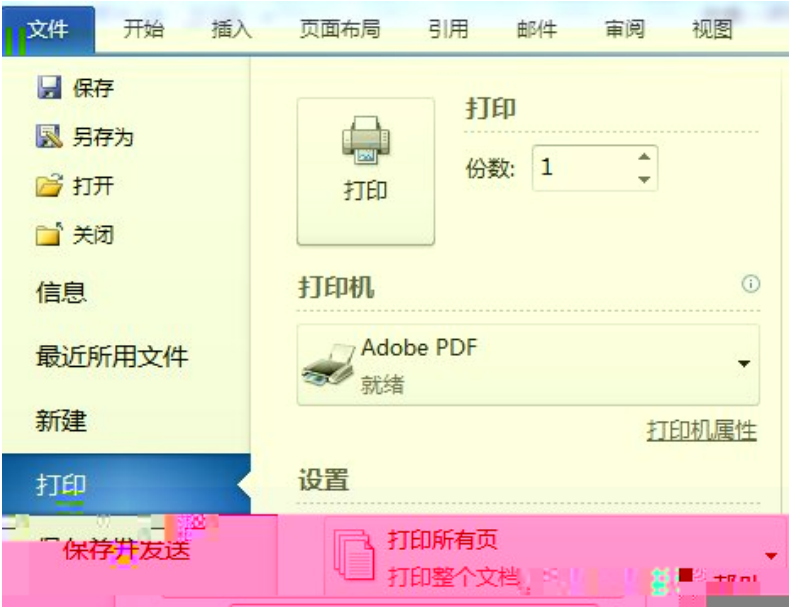 文件 开始 插入 页面布局 引用 邮件 审阅 视图
保存
另存为
打开
关闭
信息
最近所用文件
新建
打印
保存并发送
打印
打印
份数: 1
打印机
Adobe PDF
就绪
打印机属性
设置
打印所有页
打印整个文档